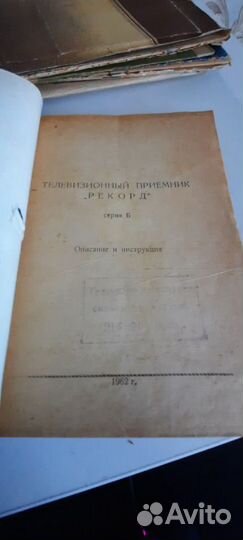 ТЕЛЕВИЗИОННЫЙ ПРИЕМНИК
„РЕКОРД"
серия Б
Описание и инструкция
1962 г.
Avito